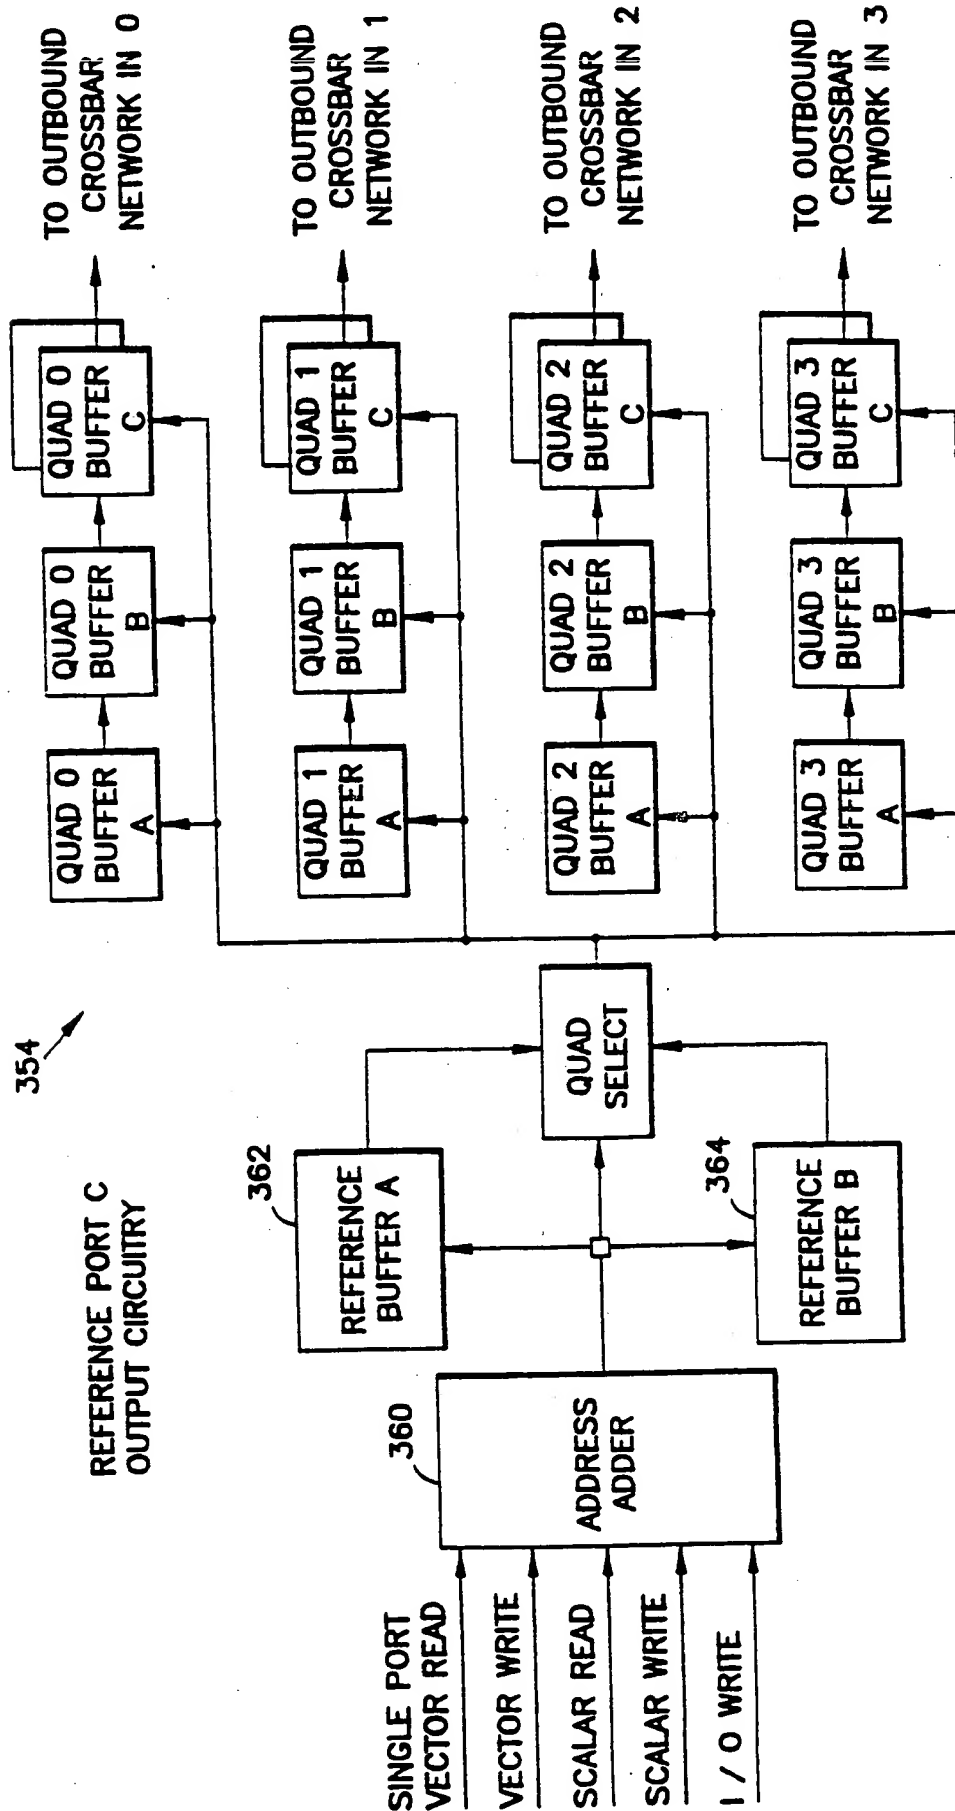 REFERENCE PORT C
OUTPUT CIRCUITRY
354
SINGLE PORT
VECTOR READ
VECTOR WRITE
SCALAR READ
SCALAR WRITE
I / O WRITE
360
ADDRESS
ADDER
362
REFERENCE
BUFFER A
364
REFERENCE
BUFFER B
QUAD
SELECT
QUAD 0
BUFFER
A
QUAD 0
BUFFER
B
QUAD 0
BUFFER
C
TO OUTBOUND
CROSSBAR
NETWORK IN 0
QUAD 1
BUFFER
A
QUAD 1
BUFFER
B
QUAD 1
BUFFER
C
TO OUTBOUND
CROSSBAR
NETWORK IN 1
QUAD 2
BUFFER
A
QUAD 2
BUFFER
B
QUAD 2
BUFFER
C
TO OUTBOUND
CROSSBAR
NETWORK IN 2
QUAD 3
BUFFER
A
QUAD 3
BUFFER
B
QUAD 3
BUFFER
C
TO OUTBOUND
CROSSBAR
NETWORK IN 3